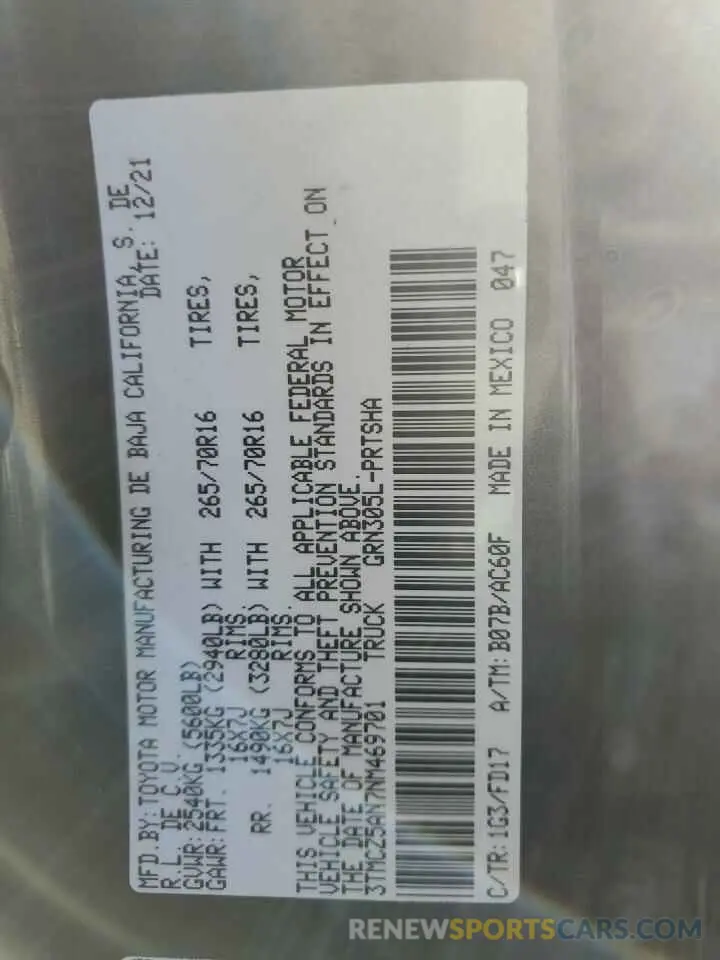 MFD.BY:TOYOTA MOTOR MANUFACTURING DE BAJA CALIFORNIA, S. DE
R.L. DE C.V. DATE: 12/21
GVWR:2540KG (5600LB)
GAWR:FRT. 1335KG (2940LB) WITH 265/70R16 TIRES,
16X7J RIMS
RR. 1490KG (3280LB) WITH 265/70R16 TIRES,
16X7J RIMS.
THIS VEHICLE CONFORMS TO ALL APPLICABLE FEDERAL MOTOR
VEHICLE SAFETY AND THEFT PREVENTION STANDARDS IN EFFECT ON
THE DATE OF MANUFACTURE SHOWN ABOVE.
3TMCZ5AN7NM469701 TRUCK GRN305L-PRTSHA
C/TR:1G3/FD17 A/TM:B07B/AC60F MADE IN MEXICO 047
RENEWSPORTSCARS.COM